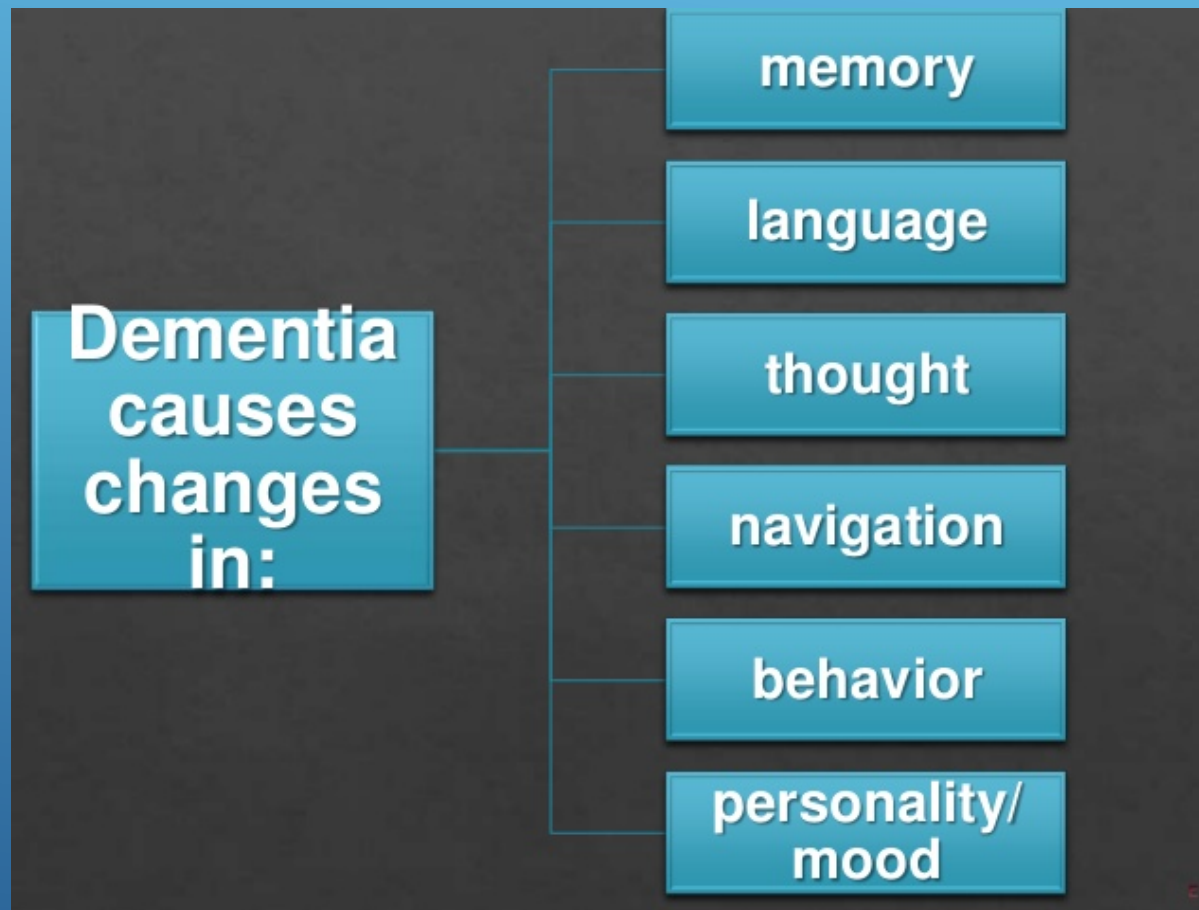 Dementia
causes
changes
in:
memory
language
thought
navigation
behavior
personality/
mood